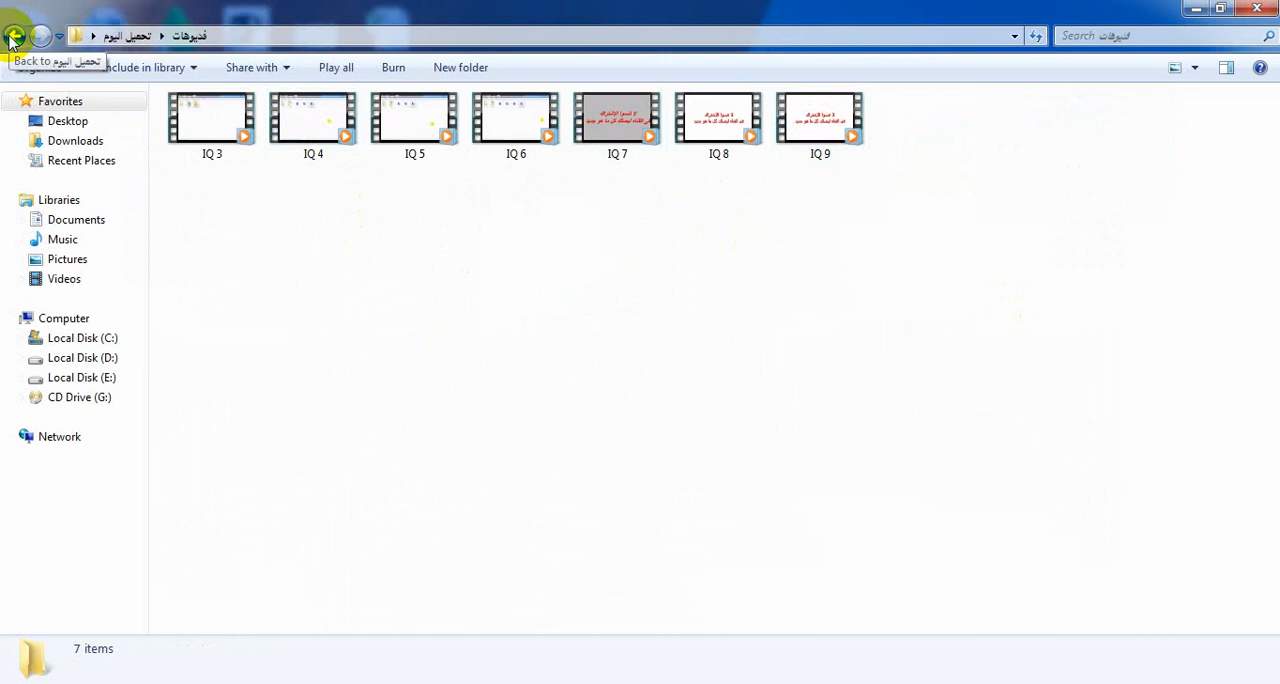 تحميل اليوم
فديوهات
Search فديوهات
Back to تحميل اليوم
Include in library
Share with
Play all
Burn
New folder
Favorites
Desktop
Downloads
Recent Places
Libraries
Documents
Music
Pictures
Videos
Computer
Local Disk (C:)
Local Disk (D:)
Local Disk (E:)
CD Drive (G:)
Network
IQ 3
IQ 4
IQ 5
IQ 6
IQ 7
IQ 8
IQ 9
7 items